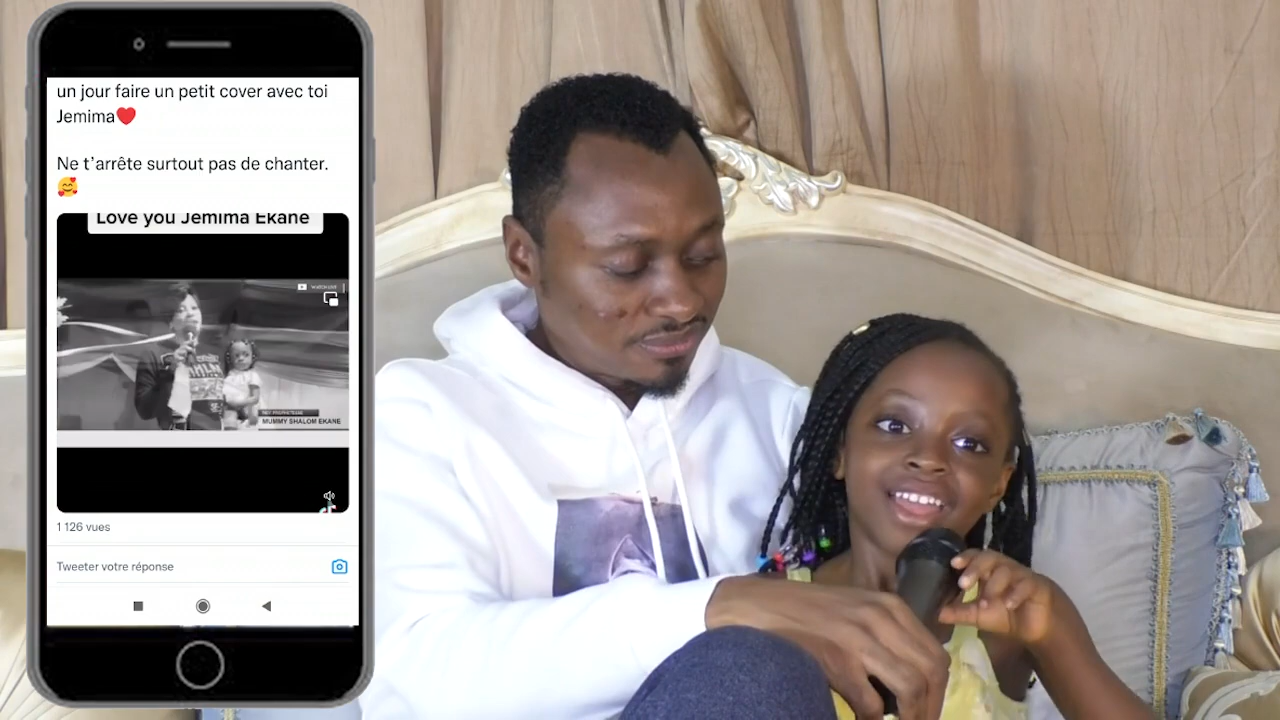 un jour faire un petit cover avec toi
Jemima❤️
Ne t'arrête surtout pas de chanter.
🥰
Love you Jemima Ekane
MUMMY SHALOM EKANE
1 126 vues
Tweeter votre réponse